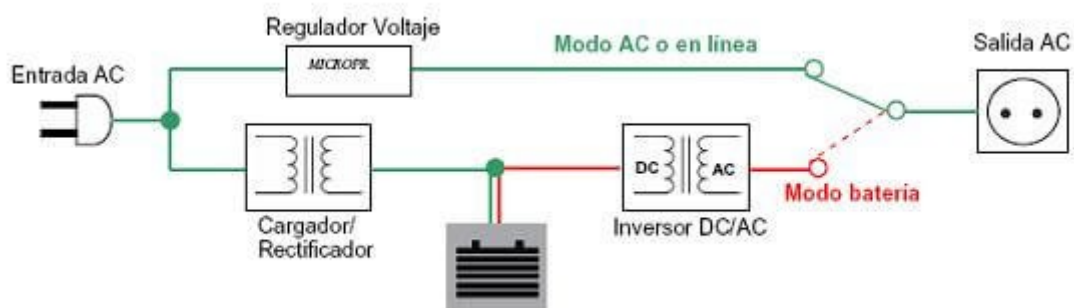 Regulador Voltaje
Entrada AC
MICROPR.
Modo AC o en línea
Salida AC
Cargador/
Rectificador
DC
AC
Inversor DC/AC
Modo batería